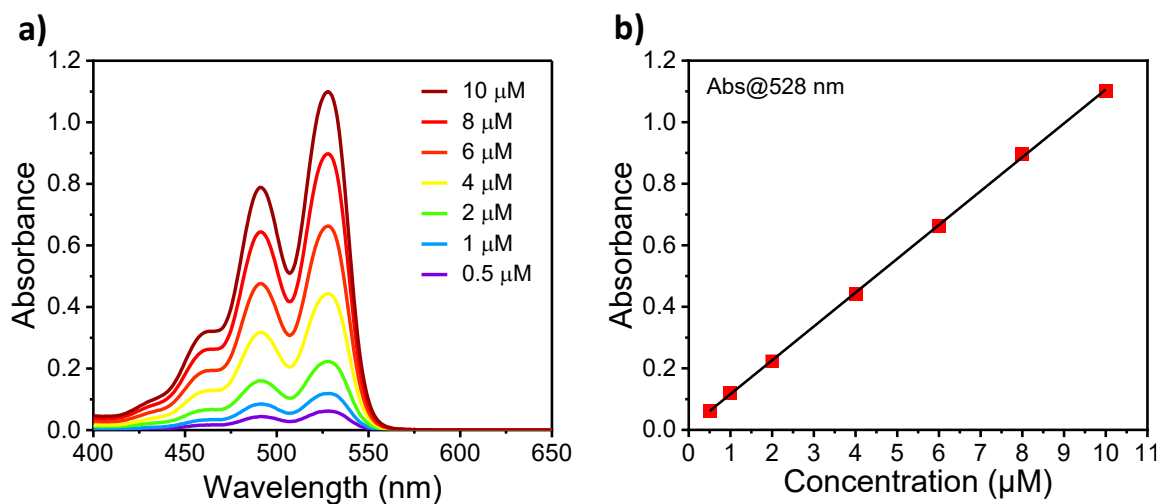 a)
1.2
1.0
0.8
0.6
0.4
0.2
0.0
Absorbance
10 μM
8 μM
6 μM
4 μM
2 μM
1 μM
0.5 μM
400 450 500 550 600 650
Wavelength (nm)
b)
1.2
1.0
0.8
0.6
0.4
0.2
0.0
Absorbance
Abs@528 nm
0 1 2 3 4 5 6 7 8 9 10 11
Concentration (μM)